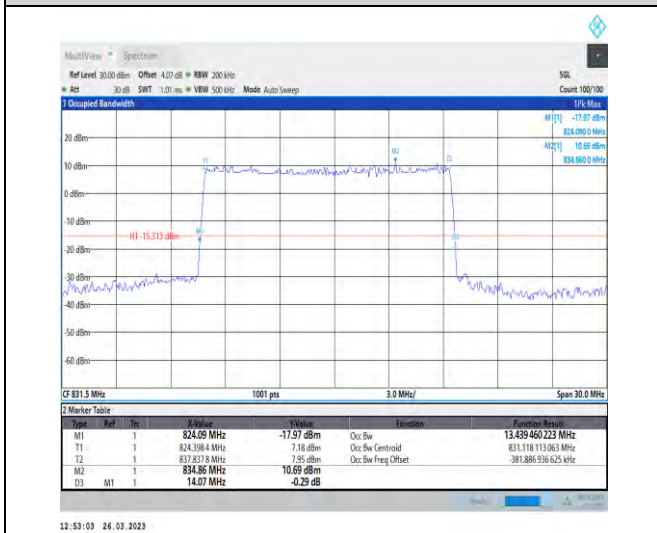 MultiView Spectrum
Ref Level 30.00 dBm Offset 4.07 dB RBW 200 kHz SGL
Att 30 dB SWT 1.01 ms VBW 500 kHz Mode Auto Sweep Count 100/100
1 Occupied Bandwidth 1Pk Max
M1[1] -17.97 dBm
824.090 0 MHz
20 dBm M2[1] 10.69 dBm
834.860 0 MHz
T1 M2 T2
10 dBm
0 dBm
-10 dBm
H1 -15.313 dBm M1
-20 dBm
-30 dBm
-40 dBm
-50 dBm
-60 dBm
CF 831.5 MHz 1001 pts 3.0 MHz/ Span 30.0 MHz
2 Marker Table
Type Ref Trc X-Value Y-Value Function Function Result
M1 1 824.09 MHz -17.97 dBm Occ Bw 13.439 460 223 MHz
T1 1 824.398 4 MHz 7.18 dBm Occ Bw Centroid 831.118 113 063 MHz
T2 1 837.837 8 MHz 7.95 dBm Occ Bw Freq Offset -381.886 936 625 kHz
M2 1 834.86 MHz 10.69 dBm
D3 M1 1 14.07 MHz -0.29 dB
12:53:03 26.03.2023